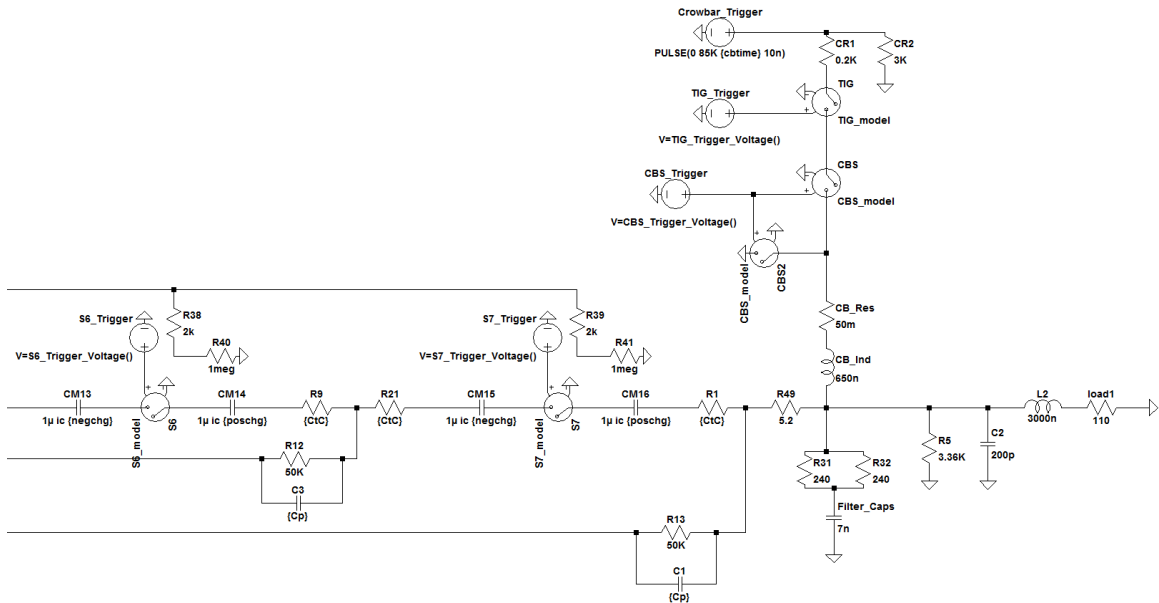 Crowbar_Trigger
PULSE(0 85K {cbtime} 10n)
CR1
0.2K
CR2
3K
TIG_Trigger
TIG
TIG_model
V=TIG_Trigger_Voltage()
CBS_Trigger
CBS
CBS_model
V=CBS_Trigger_Voltage()
CBS_model
CBS2
CB_Res
50m
CB_Ind
650n
S6_Trigger
R38
2k
V=S6_Trigger_Voltage()
R40
1meg
S7_Trigger
R39
2k
V=S7_Trigger_Voltage()
R41
1meg
CM13
1µ ic {negchg}
S6_model
S6
CM14
1µ ic {poschg}
R9
{CtC}
R21
{CtC}
CM15
1µ ic {negchg}
S7_model
S7
CM16
1µ ic {poschg}
R1
{CtC}
R49
5.2
L2
3000n
load1
110
R12
50K
C3
{Cp}
R31
240
R32
240
R5
3.36K
C2
200p
Filter_Caps
7n
R13
50K
C1
{Cp}